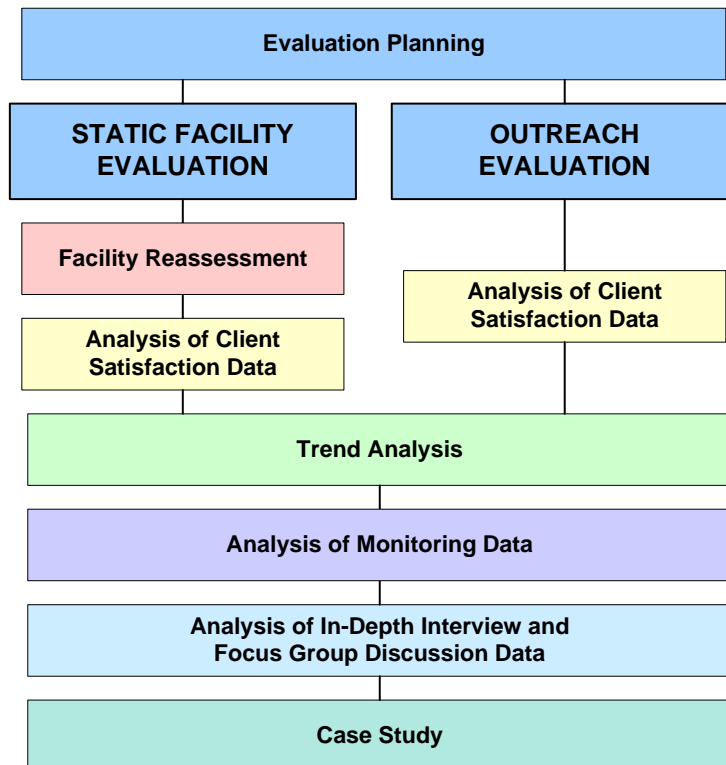 Evaluation Planning
STATIC FACILITY
EVALUATION
OUTREACH
EVALUATION
Facility Reassessment
Analysis of Client
Satisfaction Data
Analysis of Client
Satisfaction Data
Trend Analysis
Analysis of Monitoring Data
Analysis of In-Depth Interview and
Focus Group Discussion Data
Case Study